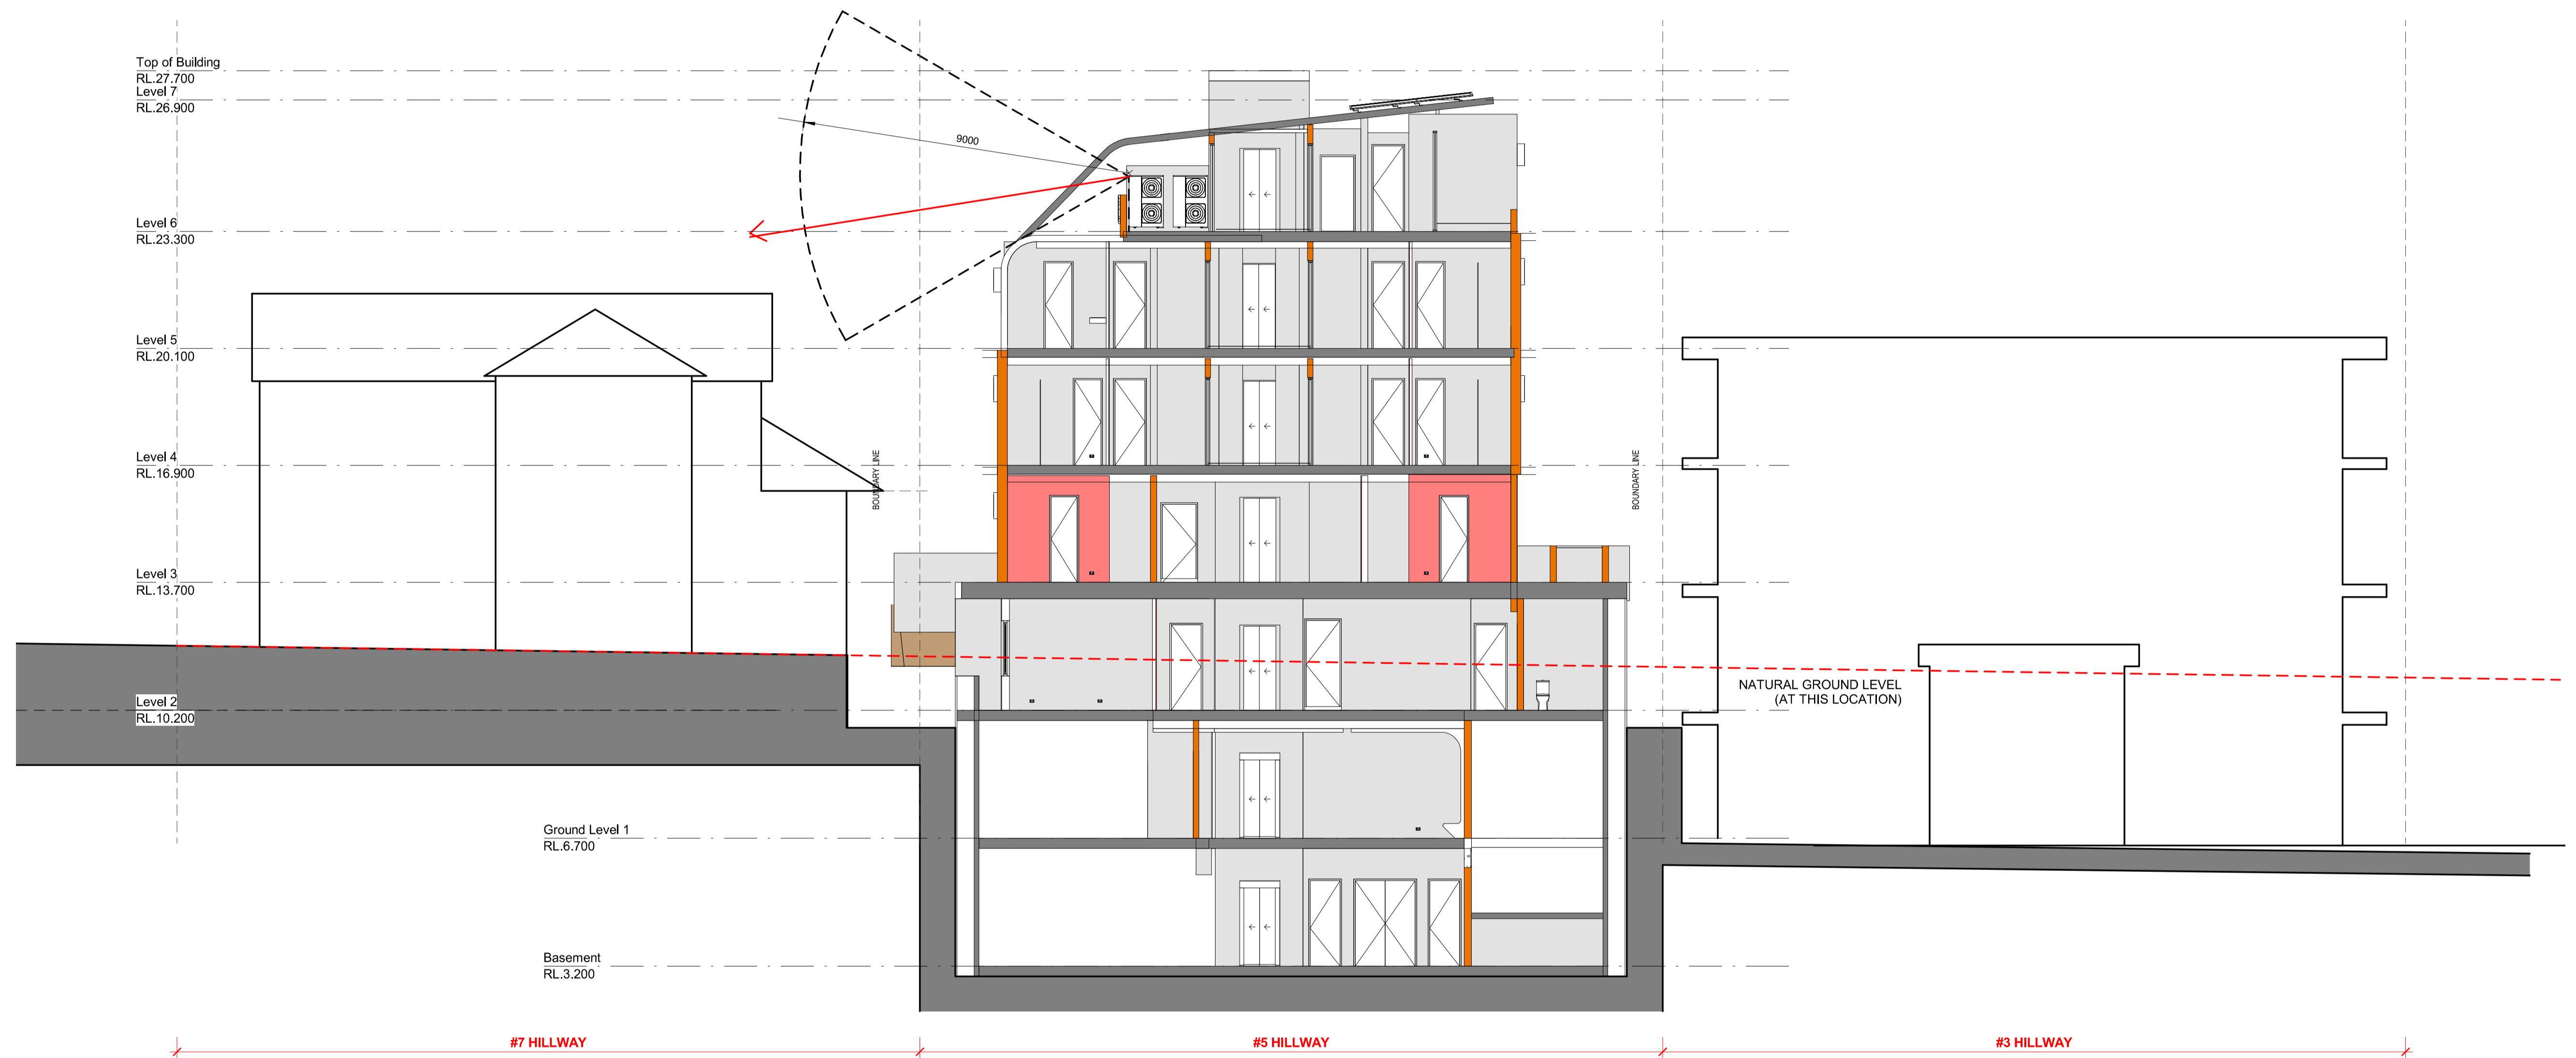 Top of Building
RL.27.700
Level 7
RL.26.900
9000
Level 6
RL.23.300
Level 5
RL.20.100
Level 4
RL.16.900
BOUNDARY LINE
BOUNDARY LINE
Level 3
RL.13.700
Level 2
RL.10.200
NATURAL GROUND LEVEL
(AT THIS LOCATION)
Ground Level 1
RL.6.700
Basement
RL.3.200
#7 HILLWAY
#5 HILLWAY
#3 HILLWAY